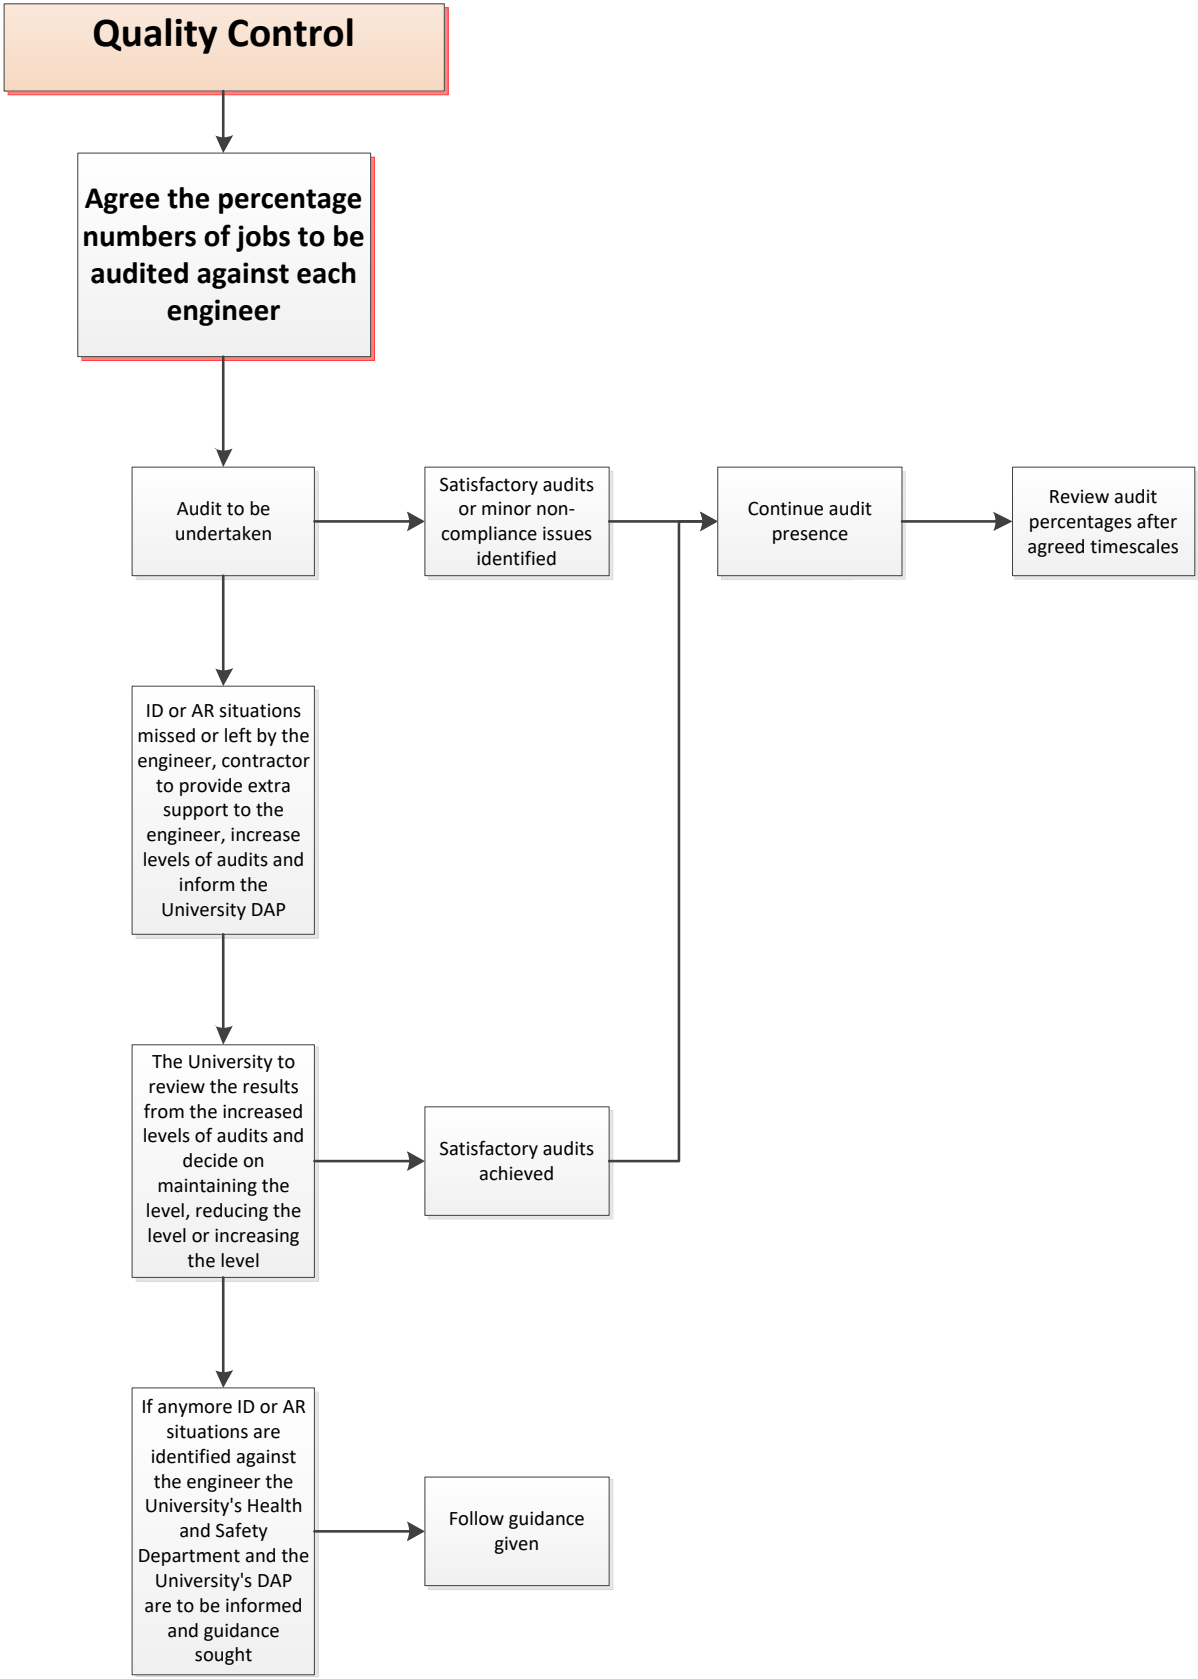 Quality Control
Agree the percentage
numbers of jobs to be
audited against each
engineer
Audit to be
undertaken
Satisfactory audits
or minor non-
compliance issues
identified
Continue audit
presence
Review audit
percentages after
agreed timescales
ID or AR situations
missed or left by the
engineer, contractor
to provide extra
support to the
engineer, increase
levels of audits and
inform the
University DAP
The University to
review the results
from the increased
levels of audits and
decide on
maintaining the
level, reducing the
level or increasing
the level
Satisfactory audits
achieved
If anymore ID or AR
situations are
identified against
the engineer the
University's Health
and Safety
Department and the
University's DAP
are to be informed
and guidance
sought
Follow guidance
given